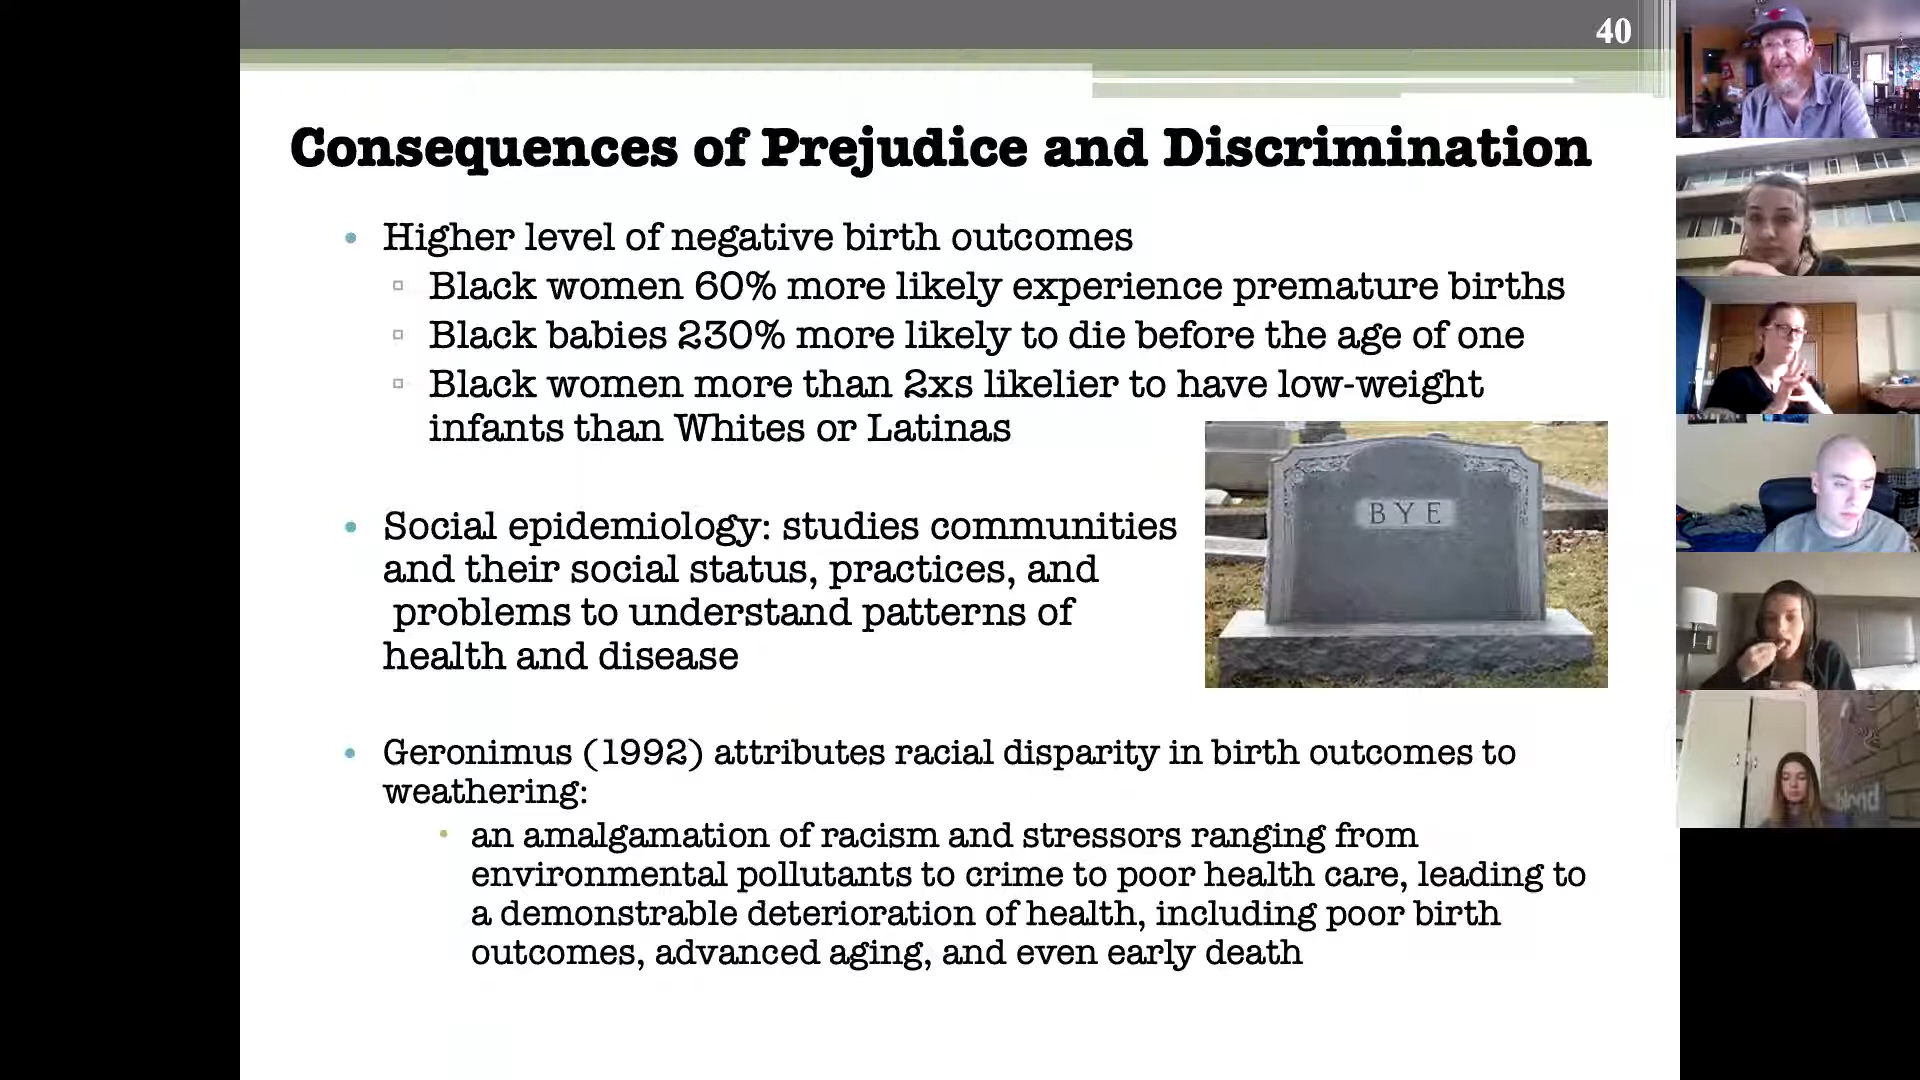 40
Consequences of Prejudice and Discrimination
• Higher level of negative birth outcomes
▫ Black women 60% more likely experience premature births
▫ Black babies 230% more likely to die before the age of one
▫ Black women more than 2xs likelier to have low-weight
infants than Whites or Latinas
BYE
• Social epidemiology: studies communities
and their social status, practices, and
problems to understand patterns of
health and disease
• Geronimus (1992) attributes racial disparity in birth outcomes to
weathering:
• an amalgamation of racism and stressors ranging from
environmental pollutants to crime to poor health care, leading to
a demonstrable deterioration of health, including poor birth
outcomes, advanced aging, and even early death